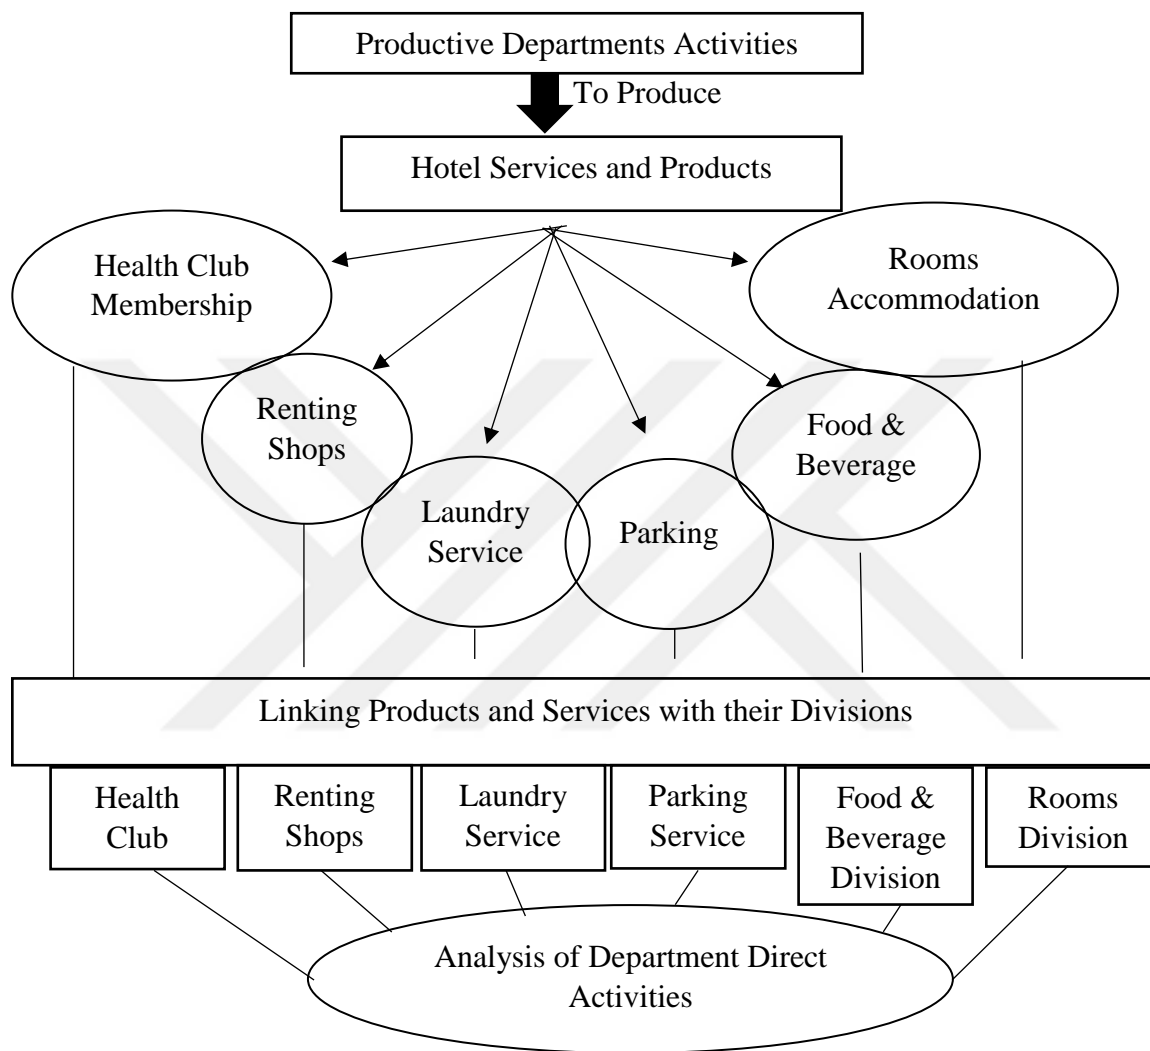 Productive Departments Activities
To Produce
Hotel Services and Products
Health Club
Membership
Rooms
Accommodation
Renting
Shops
Food &
Beverage
Laundry
Service
Parking
Linking Products and Services with their Divisions
Health
Club
Renting
Shops
Laundry
Service
Parking
Service
Food &
Beverage
Division
Rooms
Division
Analysis of Department Direct
Activities